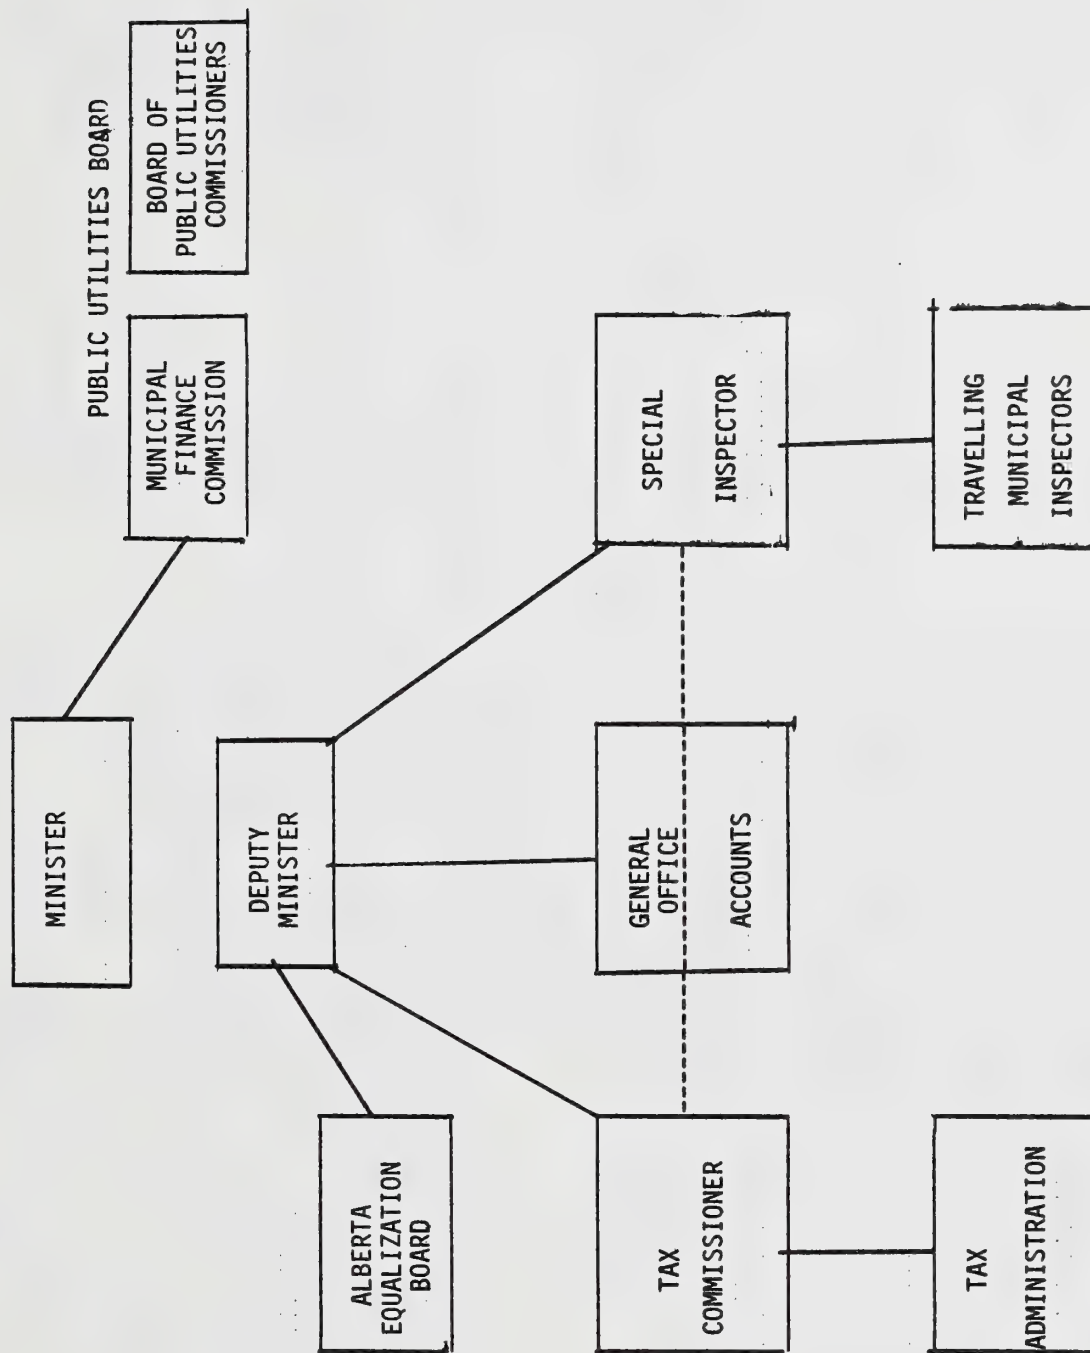 PUBLIC UTILITIES BOARD
MINISTER
MUNICIPAL
FINANCE
COMMISSION
BOARD OF
PUBLIC UTILITIES
COMMISSIONERS
DEPUTY
MINISTER
ALBERTA
EQUALIZATION
BOARD
TAX
COMMISSIONER
GENERAL
OFFICE
ACCOUNTS
SPECIAL
INSPECTOR
TAX
ADMINISTRATION
TRAVELLING
MUNICIPAL
INSPECTORS